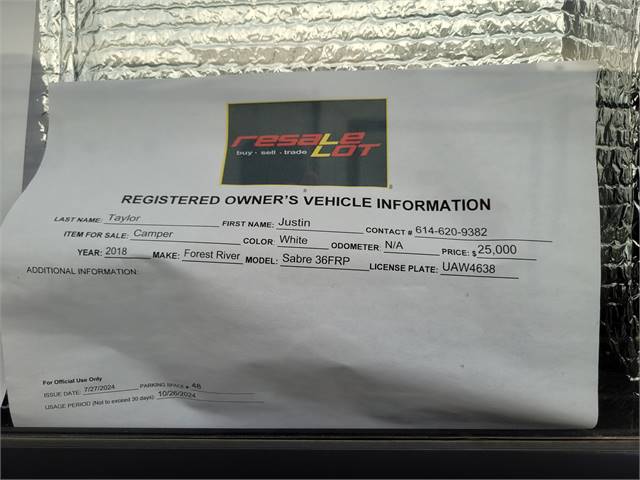 resale LOT
buy · sell · trade
REGISTERED OWNER'S VEHICLE INFORMATION
LAST NAME: Taylor FIRST NAME: Justin CONTACT # 614-620-9382
ITEM FOR SALE: Camper COLOR: White ODOMETER: N/A PRICE: $ 25,000
YEAR: 2018 MAKE: Forest River MODEL: Sabre 36FRP LICENSE PLATE: UAW4638
ADDITIONAL INFORMATION:
For Official Use Only
ISSUE DATE: 7/27/2024 PARKING SPACE # 48
USAGE PERIOD (Not to exceed 30 days): 10/26/2024